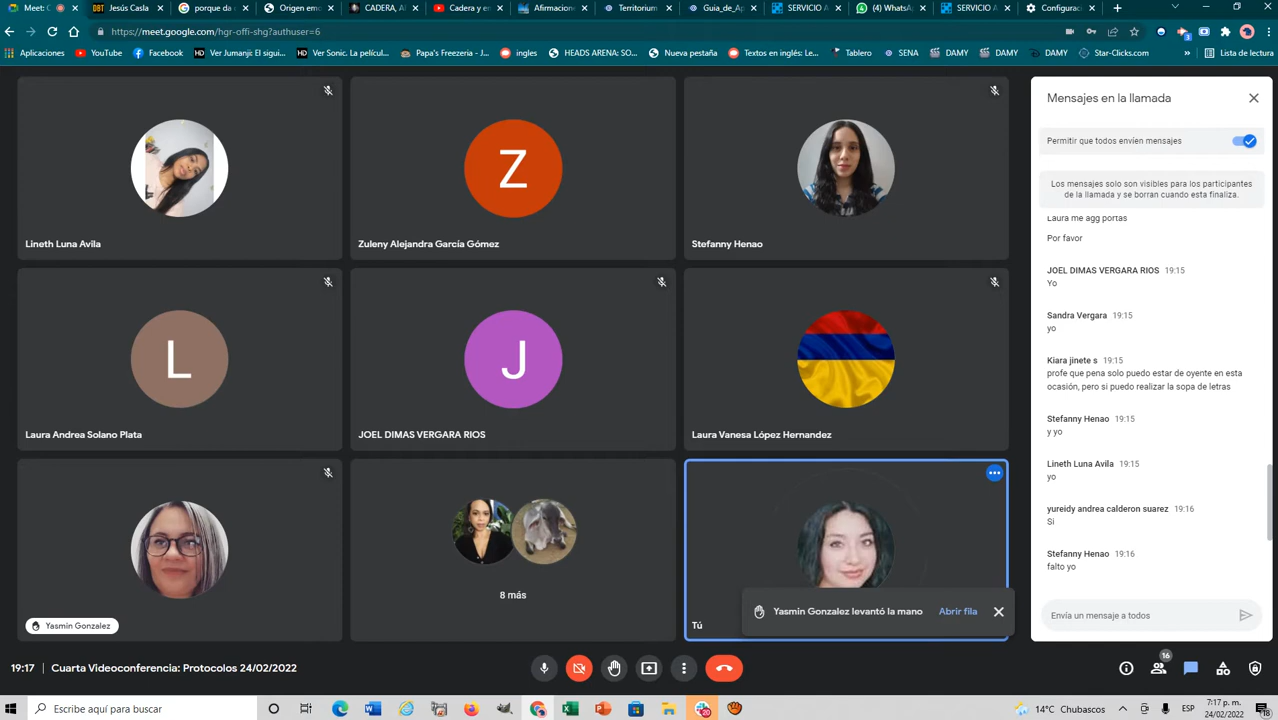 Meet: C
Jesús Casla
porque da c
Origen emo
CADERA, AN
Cadera y en
Afirmacione
Territorium
Guia_de_Ap
SERVICIO A
(4) WhatsA
SERVICIO A
Configuraci
https://meet.google.com/hgr-offi-shg?authuser=6
Aplicaciones
YouTube
Facebook
Ver Jumanji: El sigui...
Ver Sonic. La películ...
Papa's Freezeria - J...
ingles
HEADS ARENA: SO...
Nueva pestaña
Textos en inglés: Le...
Tablero
SENA
DAMY
DAMY
DAMY
Star-Clicks.com
»
Lista de lectura
Lineth Luna Avila
Z
Zuleny Alejandra García Gómez
Stefanny Henao
L
Laura Andrea Solano Plata
J
JOEL DIMAS VERGARA RIOS
Laura Vanesa López Hernandez
Yasmin Gonzalez
8 más
Tú
Yasmin Gonzalez levantó la mano Abrir fila
Mensajes en la llamada
Permitir que todos envíen mensajes
Los mensajes solo son visibles para los participantes
de la llamada y se borran cuando esta finaliza.
Laura me agg portas
Por favor
JOEL DIMAS VERGARA RIOS 19:15
Yo
Sandra Vergara 19:15
yo
Kiara jinete s 19:15
profe que pena solo puedo estar de oyente en esta
ocasión, pero si puedo realizar la sopa de letras
Stefanny Henao 19:15
y yo
Lineth Luna Avila 19:15
yo
yureidy andrea calderon suarez 19:16
Si
Stefanny Henao 19:16
falto yo
Envía un mensaje a todos
19:17 | Cuarta Videoconferencia: Protocolos 24/02/2022
16
Escribe aquí para buscar
20
14°C Chubascos
ESP
7:17 p. m.
24/02/2022